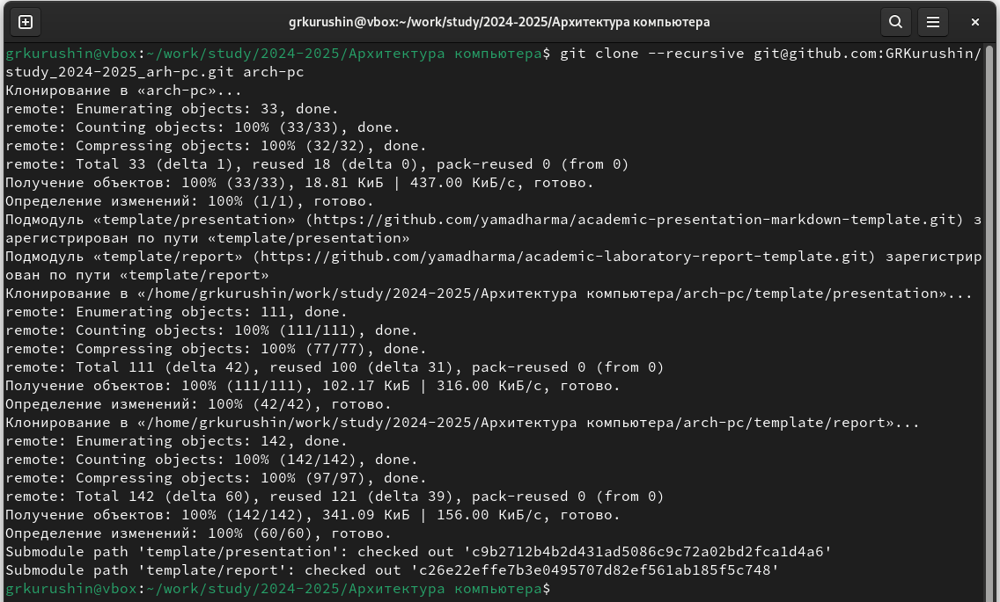 grkurushin@vbox:~/work/study/2024-2025/Архитектура компьютера
grkurushin@vbox:~/work/study/2024-2025/Архитектура компьютера$ git clone --recursive git@github.com:GRKurushin/
study_2024-2025_arh-pc.git arch-pc
Клонирование в «arch-pc»...
remote: Enumerating objects: 33, done.
remote: Counting objects: 100% (33/33), done.
remote: Compressing objects: 100% (32/32), done.
remote: Total 33 (delta 1), reused 18 (delta 0), pack-reused 0 (from 0)
Получение объектов: 100% (33/33), 18.81 КиБ | 437.00 КиБ/с, готово.
Определение изменений: 100% (1/1), готово.
Подмодуль «template/presentation» (https://github.com/yamadharma/academic-presentation-markdown-template.git) з
арегистрирован по пути «template/presentation»
Подмодуль «template/report» (https://github.com/yamadharma/academic-laboratory-report-template.git) зарегистрир
ован по пути «template/report»
Клонирование в «/home/grkurushin/work/study/2024-2025/Архитектура компьютера/arch-pc/template/presentation»...
remote: Enumerating objects: 111, done.
remote: Counting objects: 100% (111/111), done.
remote: Compressing objects: 100% (77/77), done.
remote: Total 111 (delta 42), reused 100 (delta 31), pack-reused 0 (from 0)
Получение объектов: 100% (111/111), 102.17 КиБ | 316.00 КиБ/с, готово.
Определение изменений: 100% (42/42), готово.
Клонирование в «/home/grkurushin/work/study/2024-2025/Архитектура компьютера/arch-pc/template/report»...
remote: Enumerating objects: 142, done.
remote: Counting objects: 100% (142/142), done.
remote: Compressing objects: 100% (97/97), done.
remote: Total 142 (delta 60), reused 121 (delta 39), pack-reused 0 (from 0)
Получение объектов: 100% (142/142), 341.09 КиБ | 156.00 КиБ/с, готово.
Определение изменений: 100% (60/60), готово.
Submodule path 'template/presentation': checked out 'c9b2712b4b2d431ad5086c9c72a02bd2fca1d4a6'
Submodule path 'template/report': checked out 'c26e22effe7b3e0495707d82ef561ab185f5c748'
grkurushin@vbox:~/work/study/2024-2025/Архитектура компьютера$